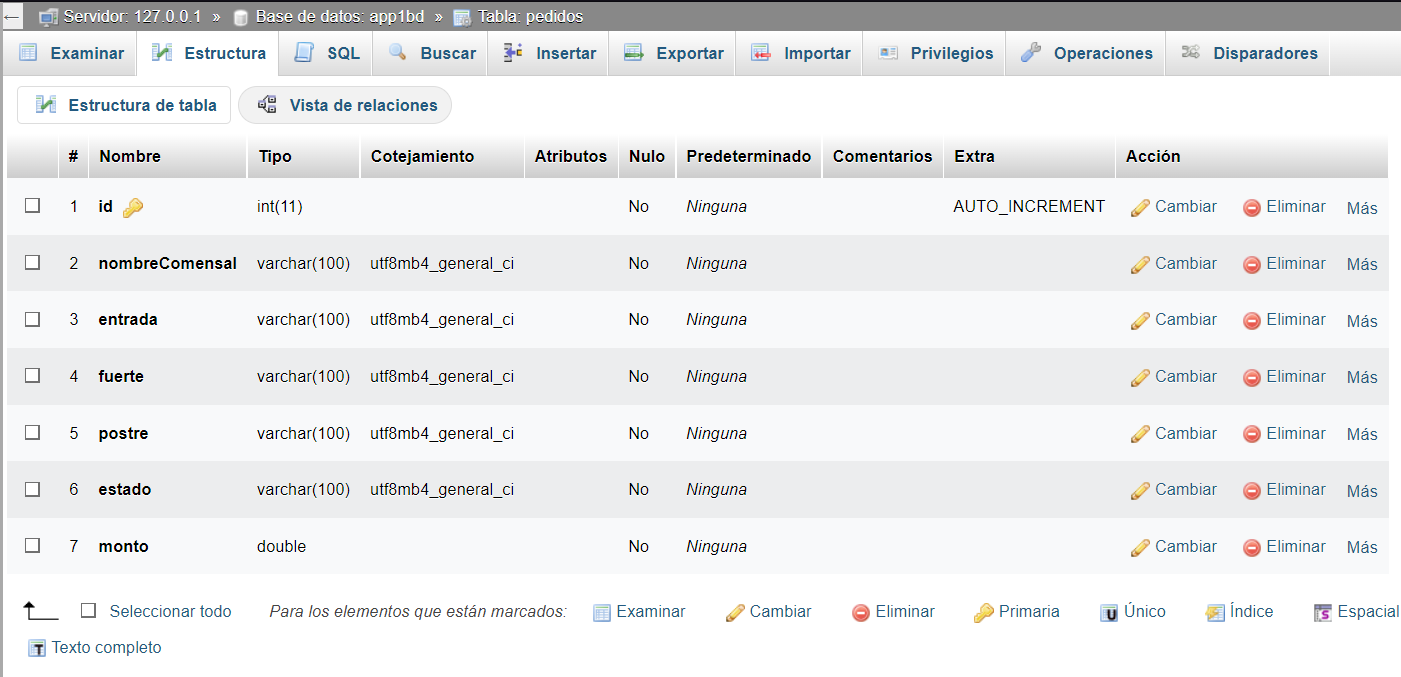 Servidor: 127.0.0.1 » Base de datos: app1bd » Tabla: pedidos
Examinar Estructura SQL Buscar Insertar Exportar Importar Privilegios Operaciones Disparadores
Estructura de tabla Vista de relaciones
# Nombre Tipo Cotejamiento Atributos Nulo Predeterminado Comentarios Extra Acción
1 id int(11) No Ninguna AUTO_INCREMENT Cambiar Eliminar Más
2 nombreComensal varchar(100) utf8mb4_general_ci No Ninguna Cambiar Eliminar Más
3 entrada varchar(100) utf8mb4_general_ci No Ninguna Cambiar Eliminar Más
4 fuerte varchar(100) utf8mb4_general_ci No Ninguna Cambiar Eliminar Más
5 postre varchar(100) utf8mb4_general_ci No Ninguna Cambiar Eliminar Más
6 estado varchar(100) utf8mb4_general_ci No Ninguna Cambiar Eliminar Más
7 monto double No Ninguna Cambiar Eliminar Más
Seleccionar todo Para los elementos que están marcados: Examinar Cambiar Eliminar Primaria Único Índice Espacial
Texto completo